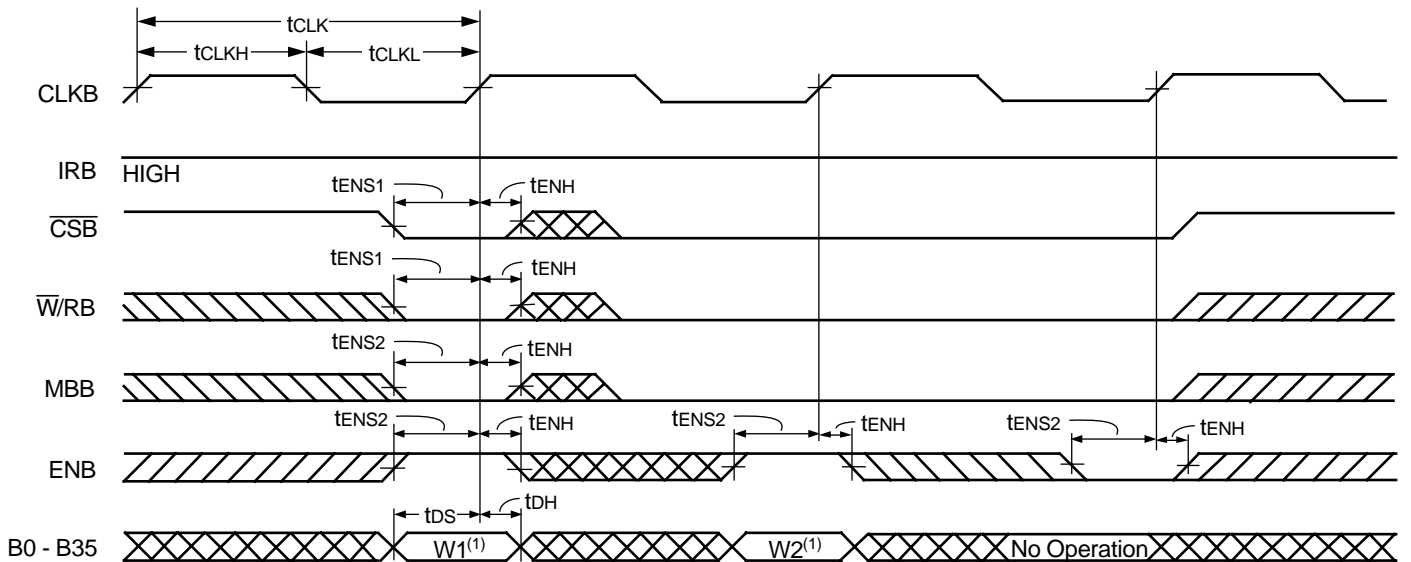 tCLK
tCLKH tCLKL
CLKB
IRB HIGH
tENS1 tENH
CSB
tENS1 tENH
W/RB
tENS2 tENH
MBB
tENS2 tENH tENS2 tENH tENS2 tENH
ENB
tDS tDH
B0 - B35 W1(1) W2(1) No Operation